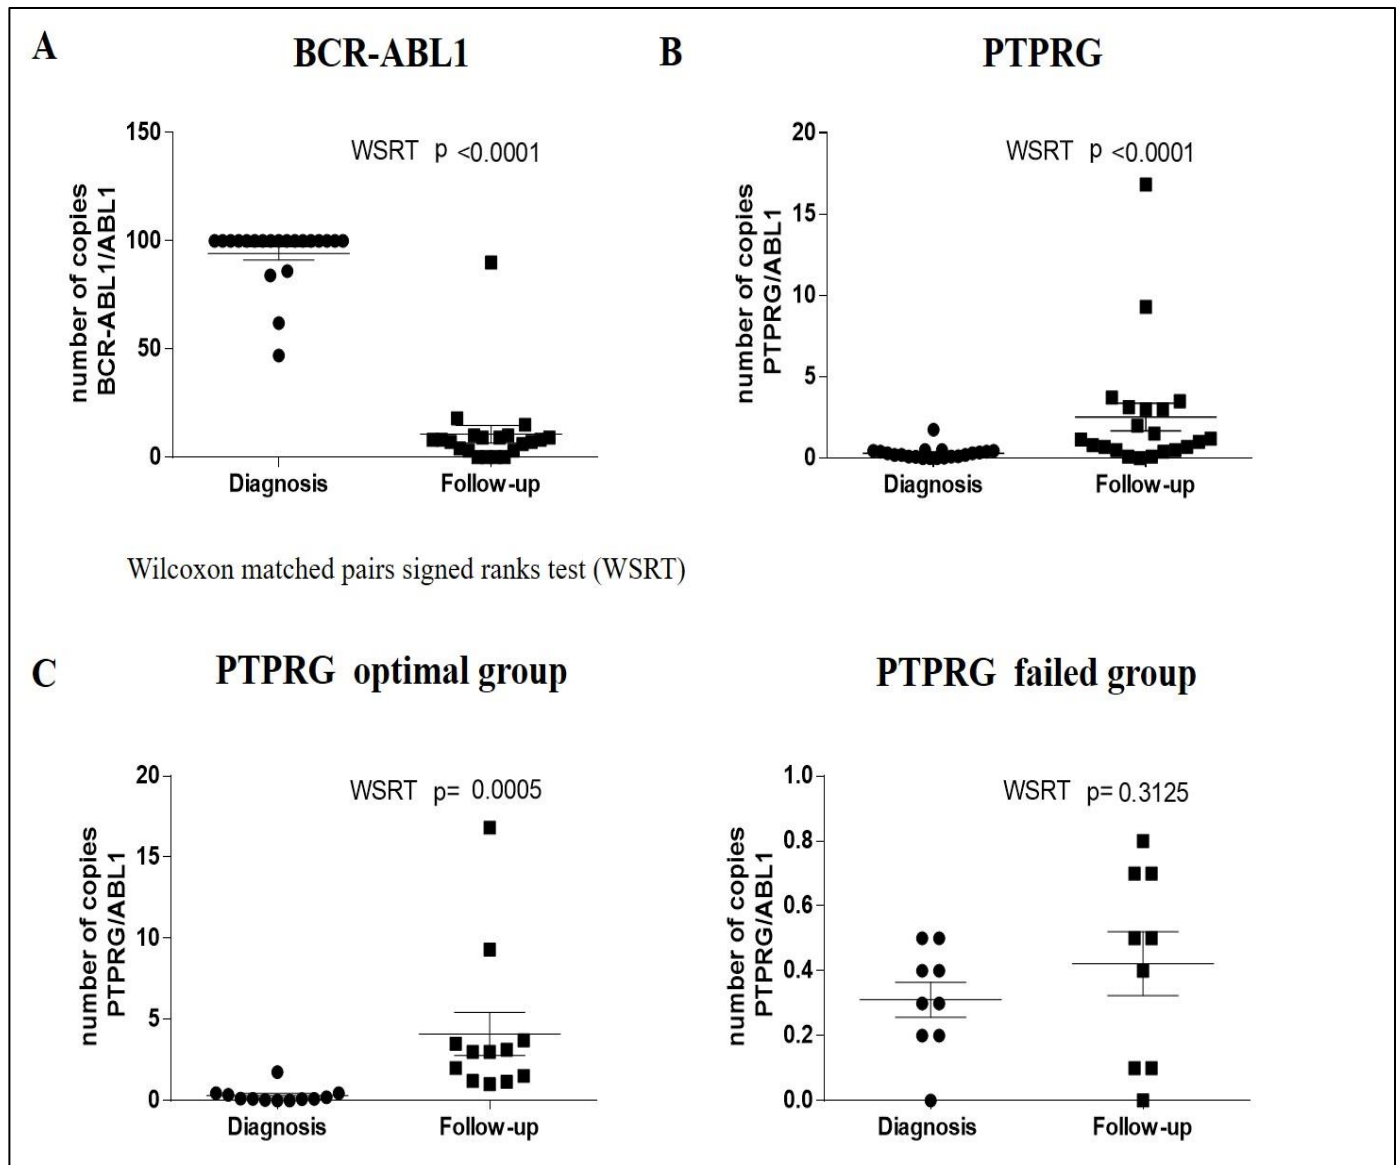 A
BCR-ABL1
number of copies
BCR-ABL1/ABL1
150
100
50
0
WSRT p <0.0001
Diagnosis
Follow-up
B
PTPRG
number of copies
PTPRG/ABL1
20
15
10
5
0
WSRT p <0.0001
Diagnosis
Follow-up
Wilcoxon matched pairs signed ranks test (WSRT)
C
PTPRG optimal group
number of copies
PTPRG/ABL1
20
15
10
5
0
WSRT p= 0.0005
Diagnosis
Follow-up
PTPRG failed group
number of copies
PTPRG/ABL1
1.0
0.8
0.6
0.4
0.2
0.0
WSRT p= 0.3125
Diagnosis
Follow-up